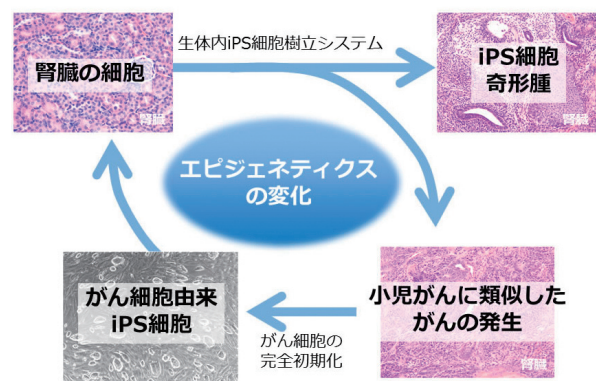 生体内iPS細胞樹立システム
腎臓の細胞
腎臓
iPS細胞
奇形腫
腎臓
エピジェネティクス
の変化
がん細胞由来
iPS細胞
がん細胞の
完全初期化
小児がんに類似した
がんの発生
腎臓